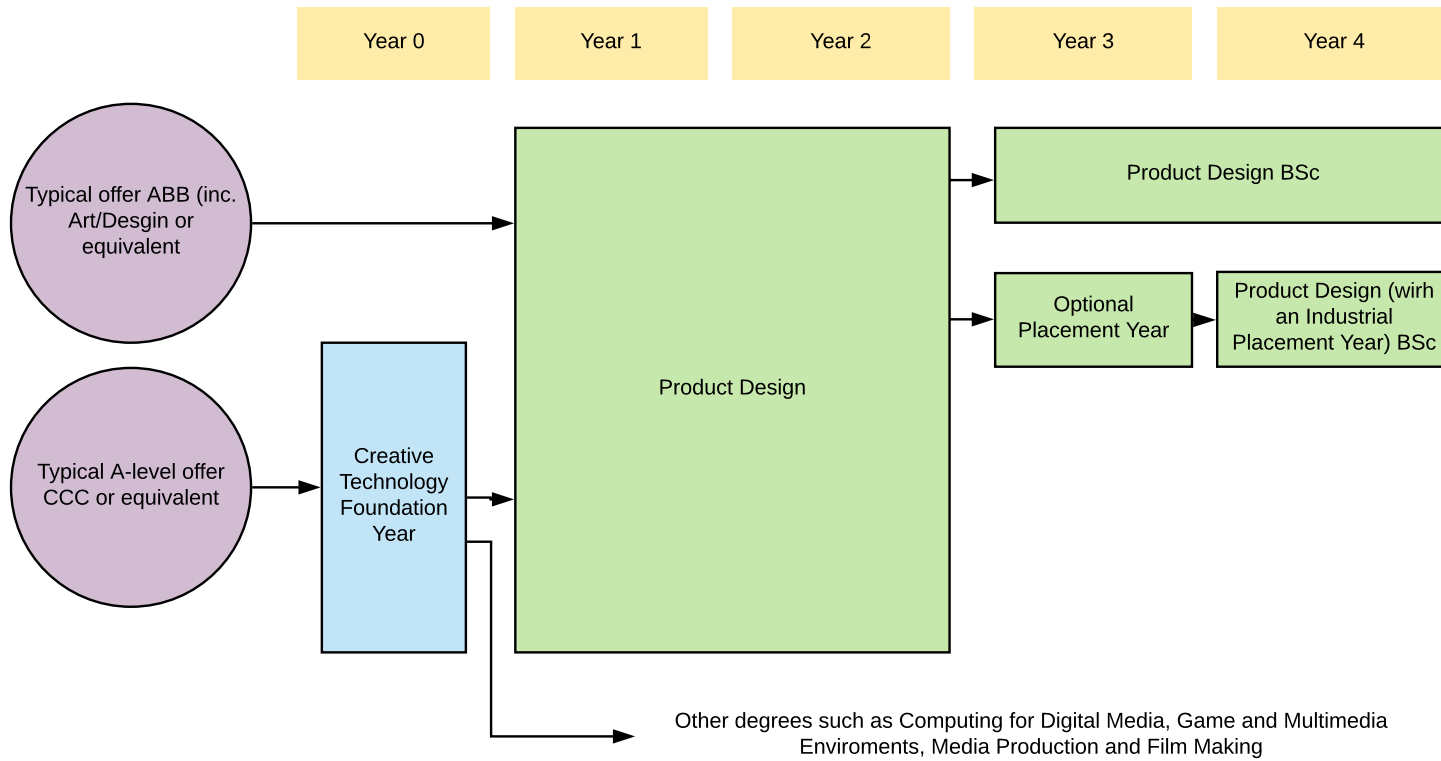 Year 0
Year 1
Year 2
Year 3
Year 4
Typical offer ABB (inc.
Art/Desgin or
equivalent
Product Design BSc
Optional
Placement Year
Product Design (wirh
an Industrial
Placement Year) BSc
Product Design
Typical A-level offer
CCC or equivalent
Creative
Technology
Foundation
Year
Other degrees such as Computing for Digital Media, Game and Multimedia
Enviroments, Media Production and Film Making